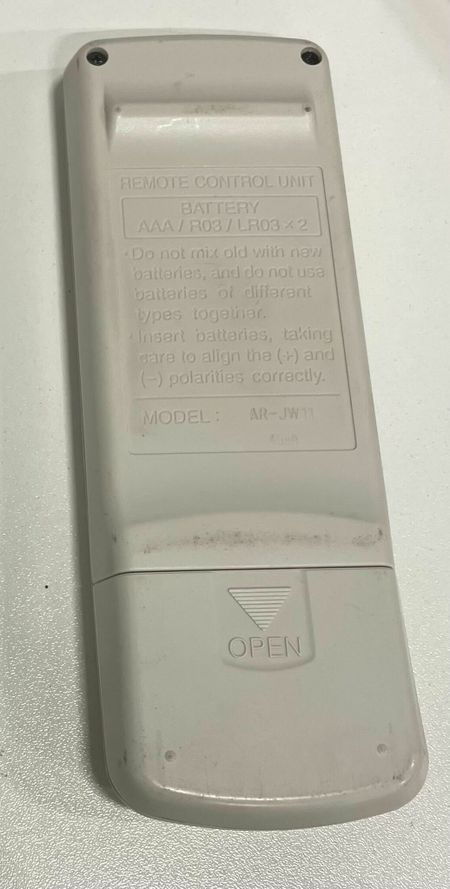 REMOTE CONTROL UNIT
BATTERY
AAA / R03 / LR03 × 2
・Do not mix old with new
batteries, and do not use
batteries of different
types together.
・Insert batteries, taking
care to align the (+) and
(−) polarities correctly.
MODEL : AR-JW11
OPEN